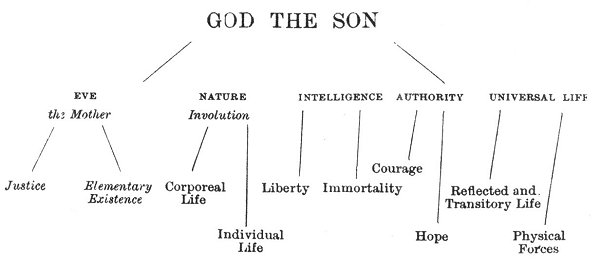 GOD THE SON
EVE NATURE INTELLIGENCE AUTHORITY UNIVERSAL LIFE
the Mother Involution
Courage
Justice Elementary Existence Corporeal Life Liberty Immortality Reflected and Transitory Life
Individual Life Hope Physical Forces